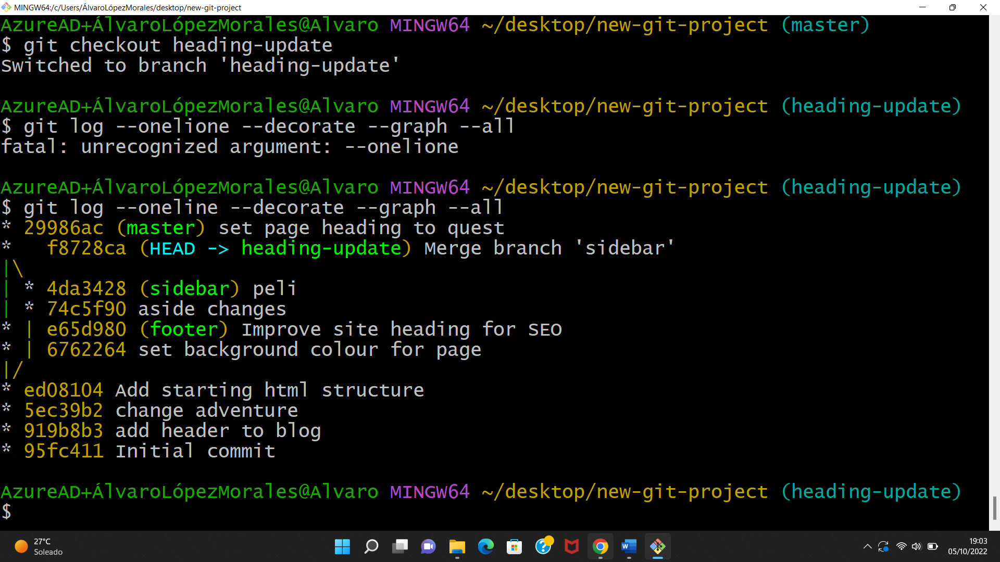 MINGW64:/c/Users/ÁlvaroLópezMorales/desktop/new-git-project
AzureAD+ÁlvaroLópezMorales@Alvaro MINGW64 ~/desktop/new-git-project (master)
$ git checkout heading-update
Switched to branch 'heading-update'
AzureAD+ÁlvaroLópezMorales@Alvaro MINGW64 ~/desktop/new-git-project (heading-update)
$ git log --onelione --decorate --graph --all
fatal: unrecognized argument: --onelione
AzureAD+ÁlvaroLópezMorales@Alvaro MINGW64 ~/desktop/new-git-project (heading-update)
$ git log --oneline --decorate --graph --all
* 29986ac (master) set page heading to quest
*   f8728ca (HEAD -> heading-update) Merge branch 'sidebar'
|\
| * 4da3428 (sidebar) peli
| * 74c5f90 aside changes
* | e65d980 (footer) Improve site heading for SEO
* | 6762264 set background colour for page
|/
* ed08104 Add starting html structure
* 5ec39b2 change adventure
* 919b8b3 add header to blog
* 95fc411 Initial commit
AzureAD+ÁlvaroLópezMorales@Alvaro MINGW64 ~/desktop/new-git-project (heading-update)
$
27°C
Soleado
19:03
05/10/2022